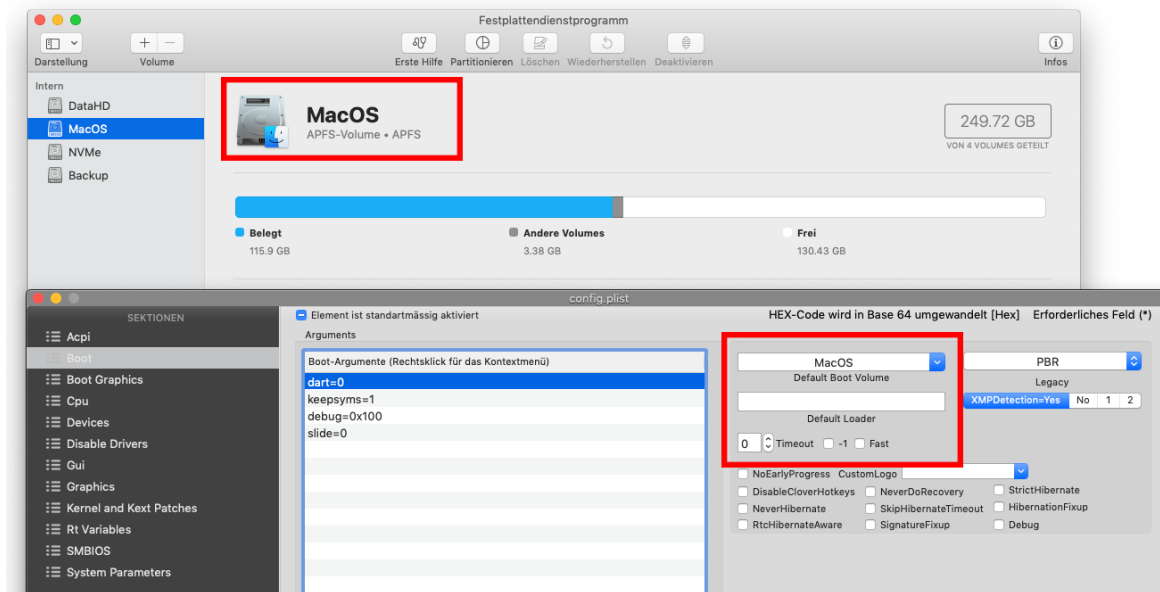 Festplattendienstprogramm
Darstellung
Volume
Erste Hilfe
Partitionieren
Löschen
Wiederherstellen
Deaktivieren
Infos
Intern
DataHD
MacOS
NVMe
Backup
MacOS
APFS-Volume • APFS
249.72 GB
VON 4 VOLUMES GETEILT
Belegt
115.9 GB
Andere Volumes
3.38 GB
Frei
130.43 GB
config.plist
SEKTIONEN
Acpi
Boot
Boot Graphics
Cpu
Devices
Disable Drivers
Gui
Graphics
Kernel and Kext Patches
Rt Variables
SMBIOS
System Parameters
Element ist standartmässig aktiviert
HEX-Code wird in Base 64 umgewandelt [Hex]
Erforderliches Feld (*)
Arguments
Boot-Argumente (Rechtsklick für das Kontextmenü)
dart=0
keepsyms=1
debug=0x100
slide=0
MacOS
Default Boot Volume
Default Loader
0
Timeout
-1
Fast
PBR
Legacy
XMPDetection=Yes
No
1
2
NoEarlyProgress
CustomLogo
DisableCloverHotkeys
NeverDoRecovery
StrictHibernate
NeverHibernate
SkipHibernateTimeout
HibernationFixup
RtcHibernateAware
SignatureFixup
Debug